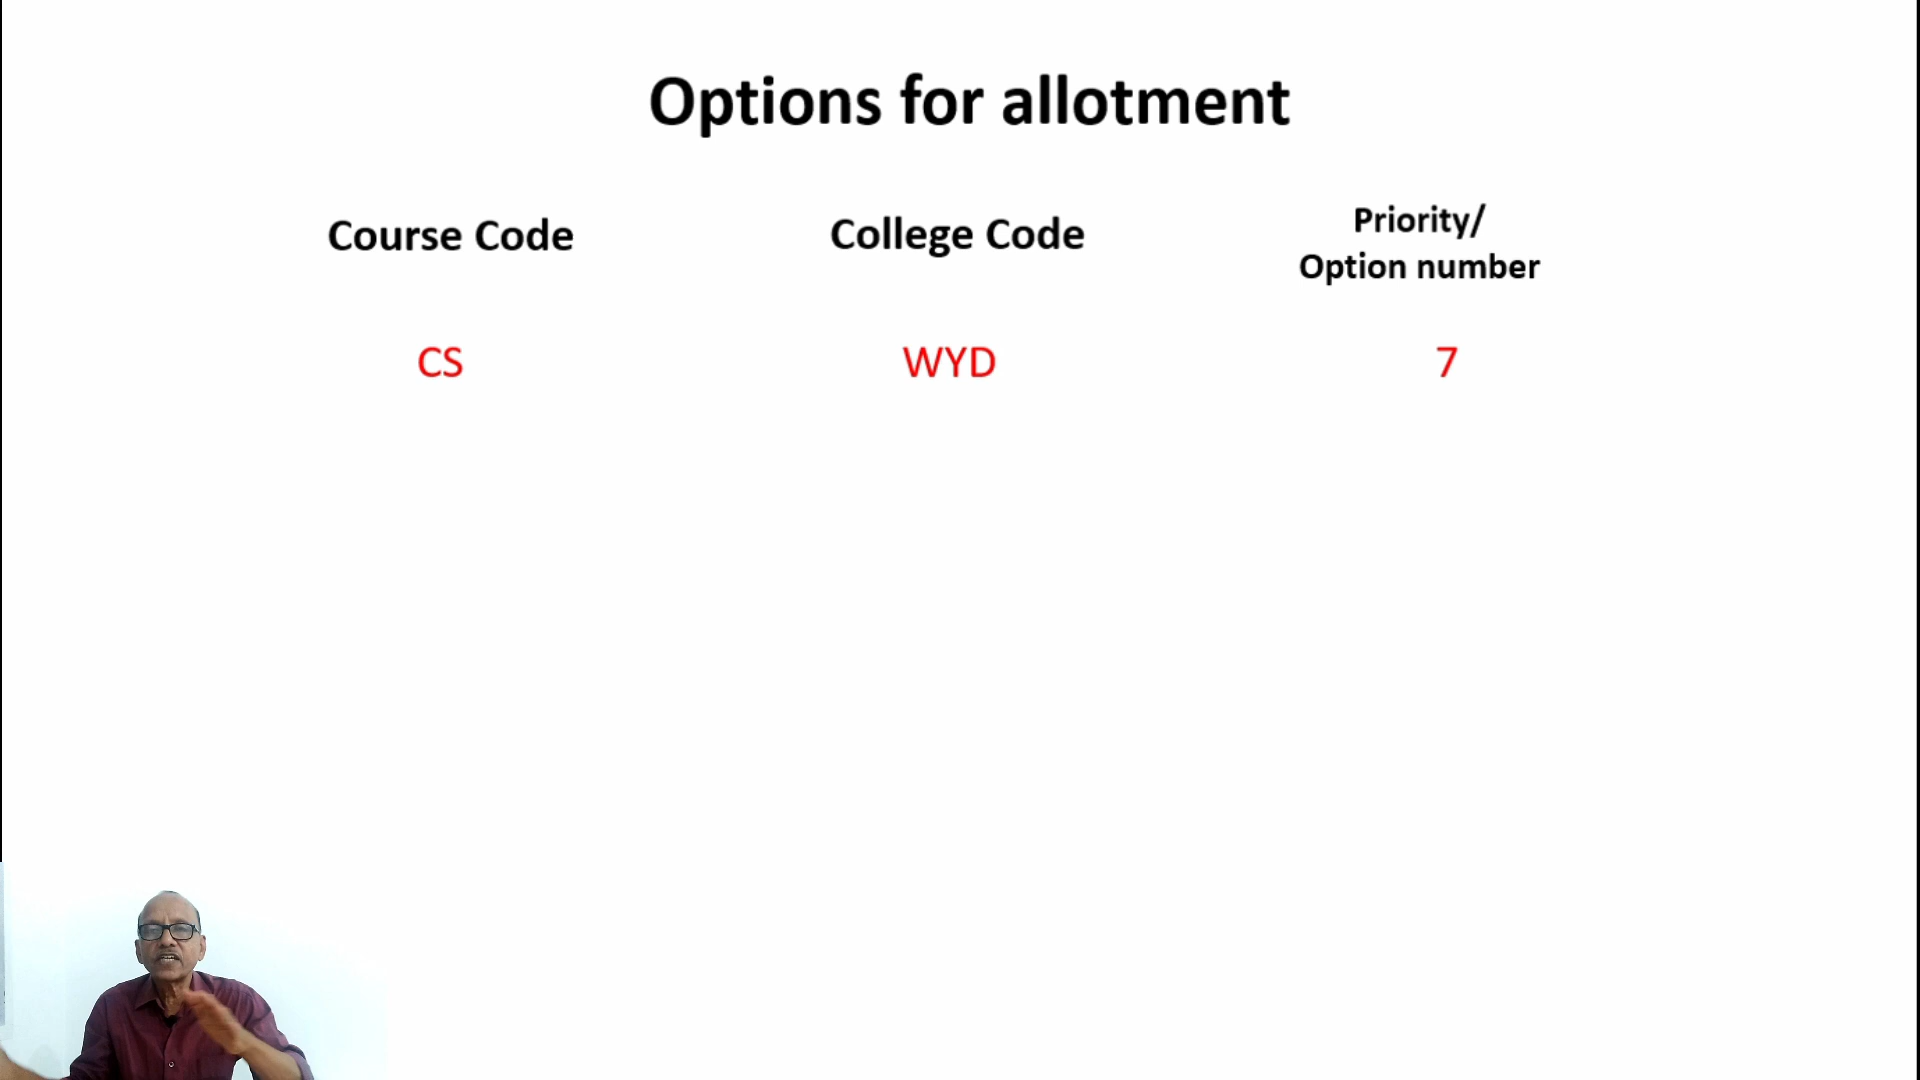 Options for allotment
Course Code
College Code
Priority/
Option number
CS
WYD
7